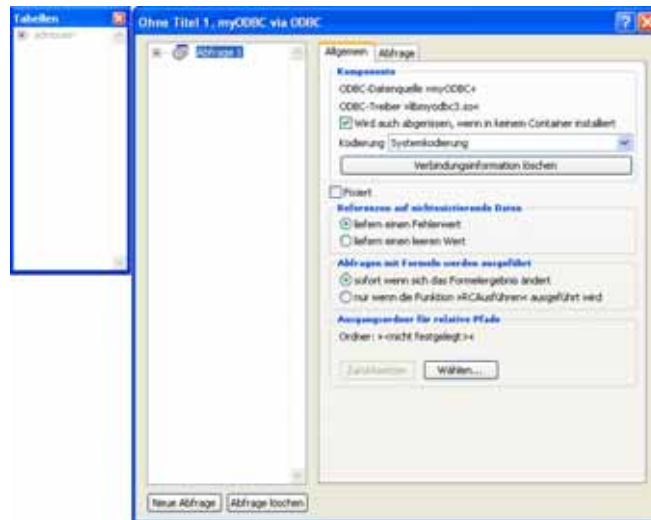 Tabellen
adressen
Ohne Titel 1, myODBC via ODBC
Abfrage 1
Allgemein
Abfrage
Komponente
ODBC-Datenquelle »myODBC«
ODBC-Treiber »libmyodbc3.so«
Wird auch abgerissen, wenn in keinem Container installiert
Kodierung Systemkodierung
Verbindungsinformation löschen
Fixiert
Referenzen auf nichtexistierende Daten
liefern einen Fehlerwert
liefern einen leeren Wert
Abfragen mit Formeln werden ausgeführt
sofort wenn sich das Formelergebnis ändert
nur wenn die Funktion »RCAusführen« ausgeführt wird
Ausgangsordner für relative Pfade
Ordner: »<nicht festgelegt>«
Zurücksetzen
Wählen...
Neue Abfrage
Abfrage löschen